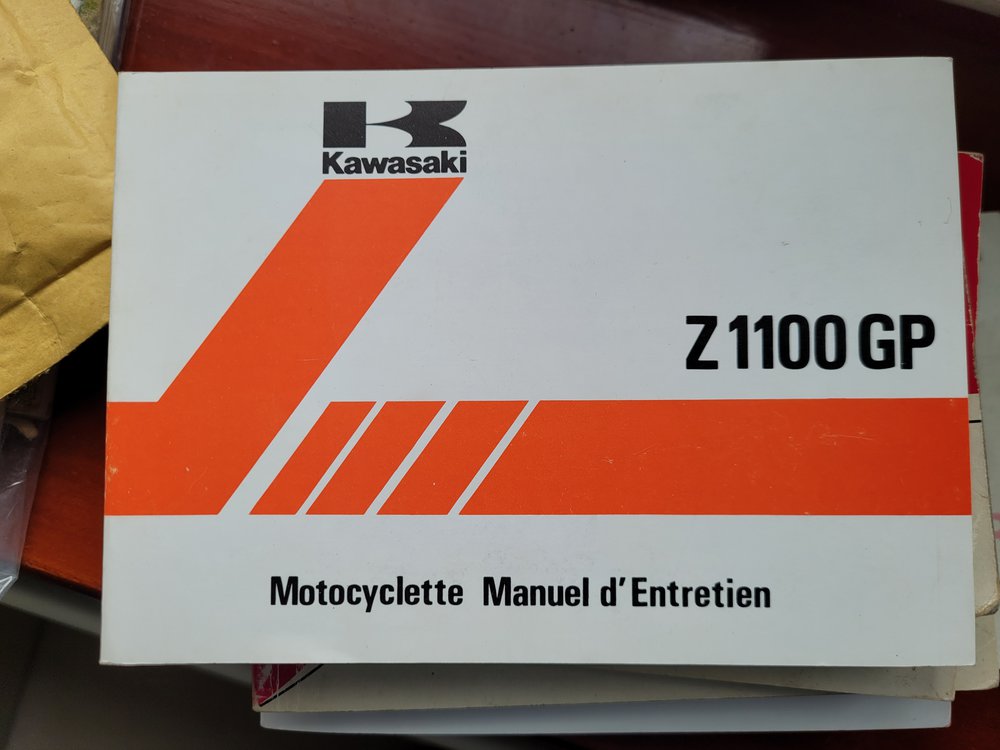 Kawasaki
Z1100GP
Motocyclette Manuel d'Entretien